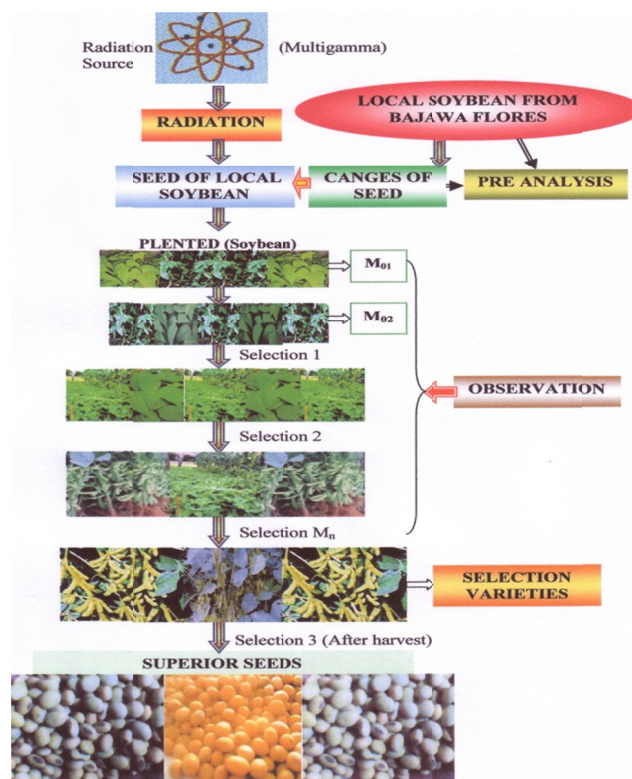 Radiation
Source
(Multigamma)
LOCAL SOYBEAN FROM
BAJAWA FLORES
RADIATION
SEED OF LOCAL
SOYBEAN
CANGES OF
SEED
PRE ANALYSIS
PLENTED (Soybean)
M01
M02
Selection 1
OBSERVATION
Selection 2
Selection Mn
SELECTION
VARIETIES
Selection 3 (After harvest)
SUPERIOR SEEDS